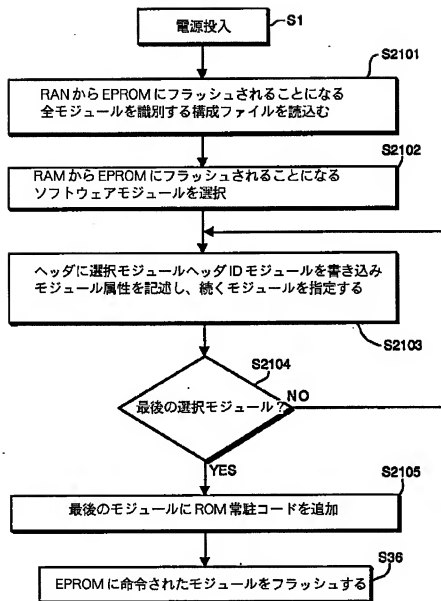 電源投入
S1
S2101
RANからEPROMにフラッシュされることになる
全モジュールを識別する構成ファイルを読込む
S2102
RAMからEPROMにフラッシュされることになる
ソフトウェアモジュールを選択
ヘッダに選択モジュールヘッダIDモジュールを書き込み
モジュール属性を記述し、続くモジュールを指定する
S2103
S2104
最後の選択モジュール?
NO
YES
S2105
最後のモジュールにROM常駐コードを追加
S36
EPROMに命令されたモジュールをフラッシュする